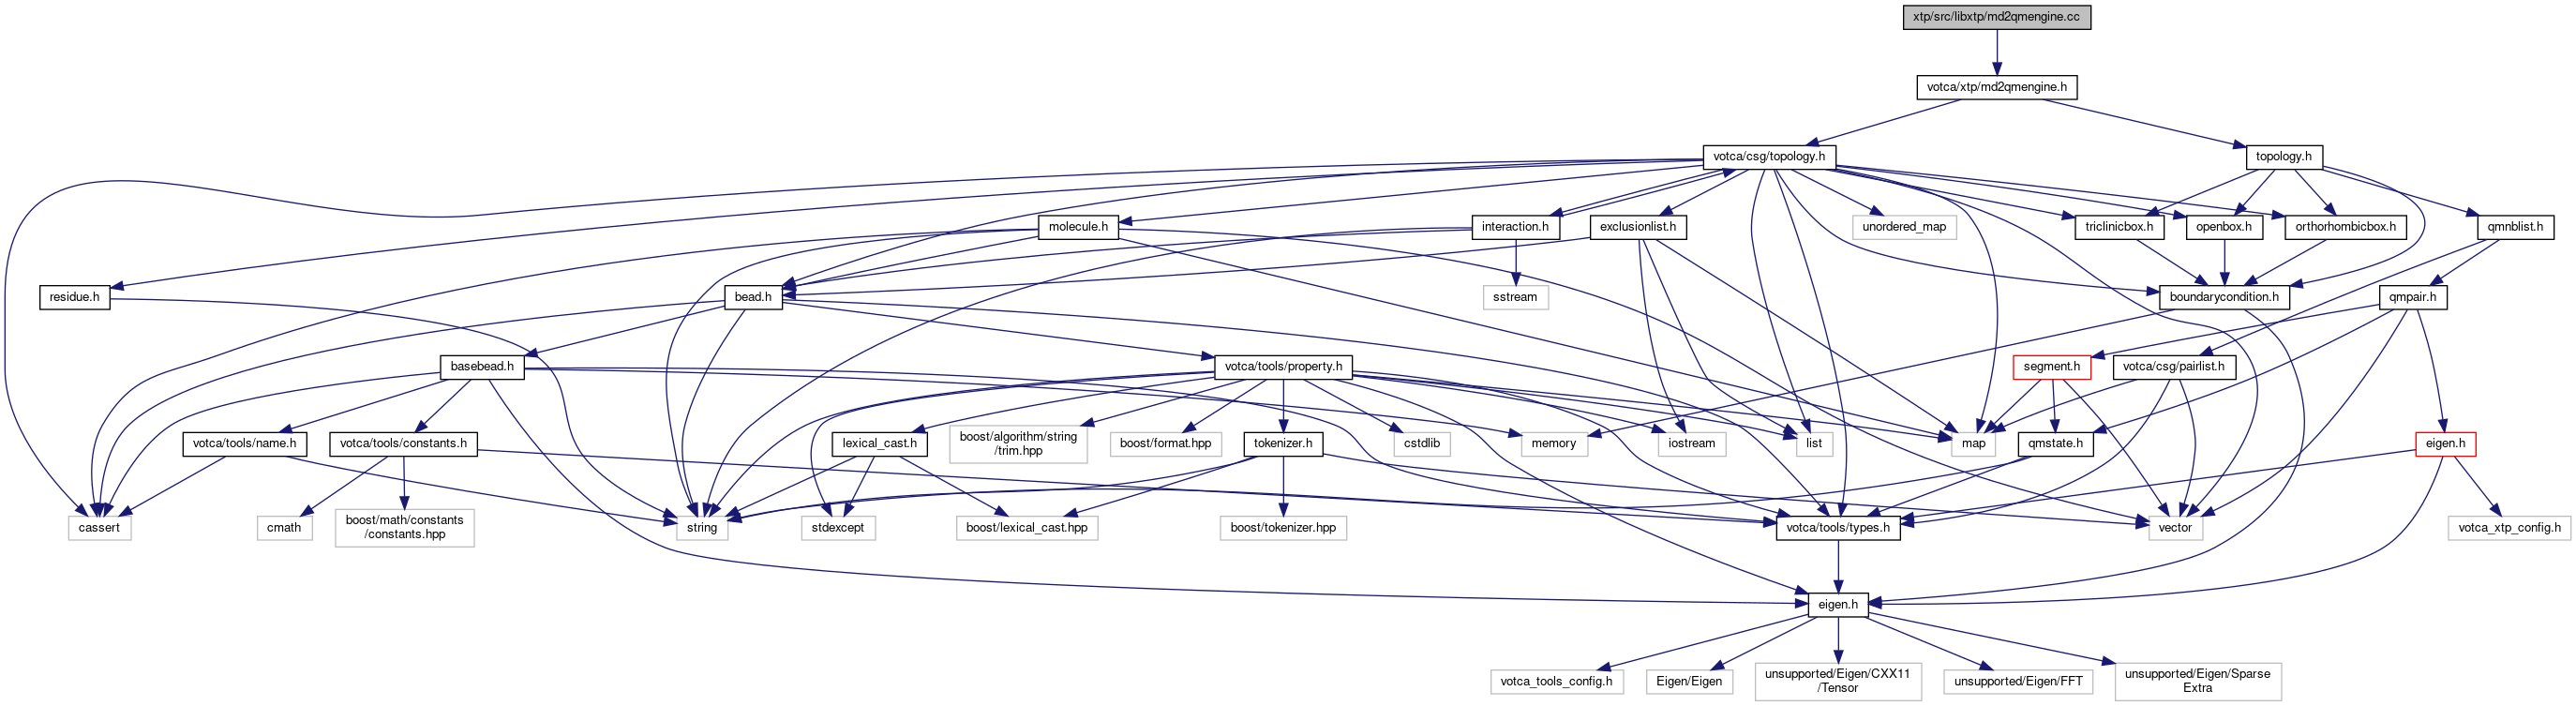 xtp/src/libxtp/md2qmengine.cc
votca/xtp/md2qmengine.h
votca/csg/topology.h
topology.h
molecule.h
interaction.h
exclusionlist.h
unordered_map
triclinicbox.h
openbox.h
orthorhombicbox.h
qmnblist.h
residue.h
bead.h
sstream
boundarycondition.h
qmpair.h
basebead.h
votca/tools/property.h
segment.h
votca/csg/pairlist.h
votca/tools/name.h
votca/tools/constants.h
lexical_cast.h
boost/algorithm/string
/trim.hpp
boost/format.hpp
tokenizer.h
cstdlib
memory
iostream
list
map
qmstate.h
eigen.h
cassert
cmath
boost/math/constants
/constants.hpp
string
stdexcept
boost/lexical_cast.hpp
boost/tokenizer.hpp
votca/tools/types.h
vector
votca_xtp_config.h
eigen.h
votca_tools_config.h
Eigen/Eigen
unsupported/Eigen/CXX11
/Tensor
unsupported/Eigen/FFT
unsupported/Eigen/Sparse
Extra